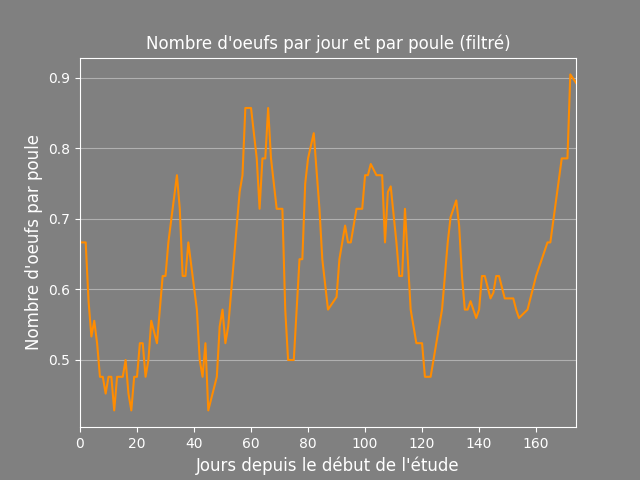 Nombre d'oeufs par jour et par poule (filtré)
0.9
0.8
0.7
0.6
0.5
Nombre d'oeufs par poule
0 20 40 60 80 100 120 140 160
Jours depuis le début de l'étude